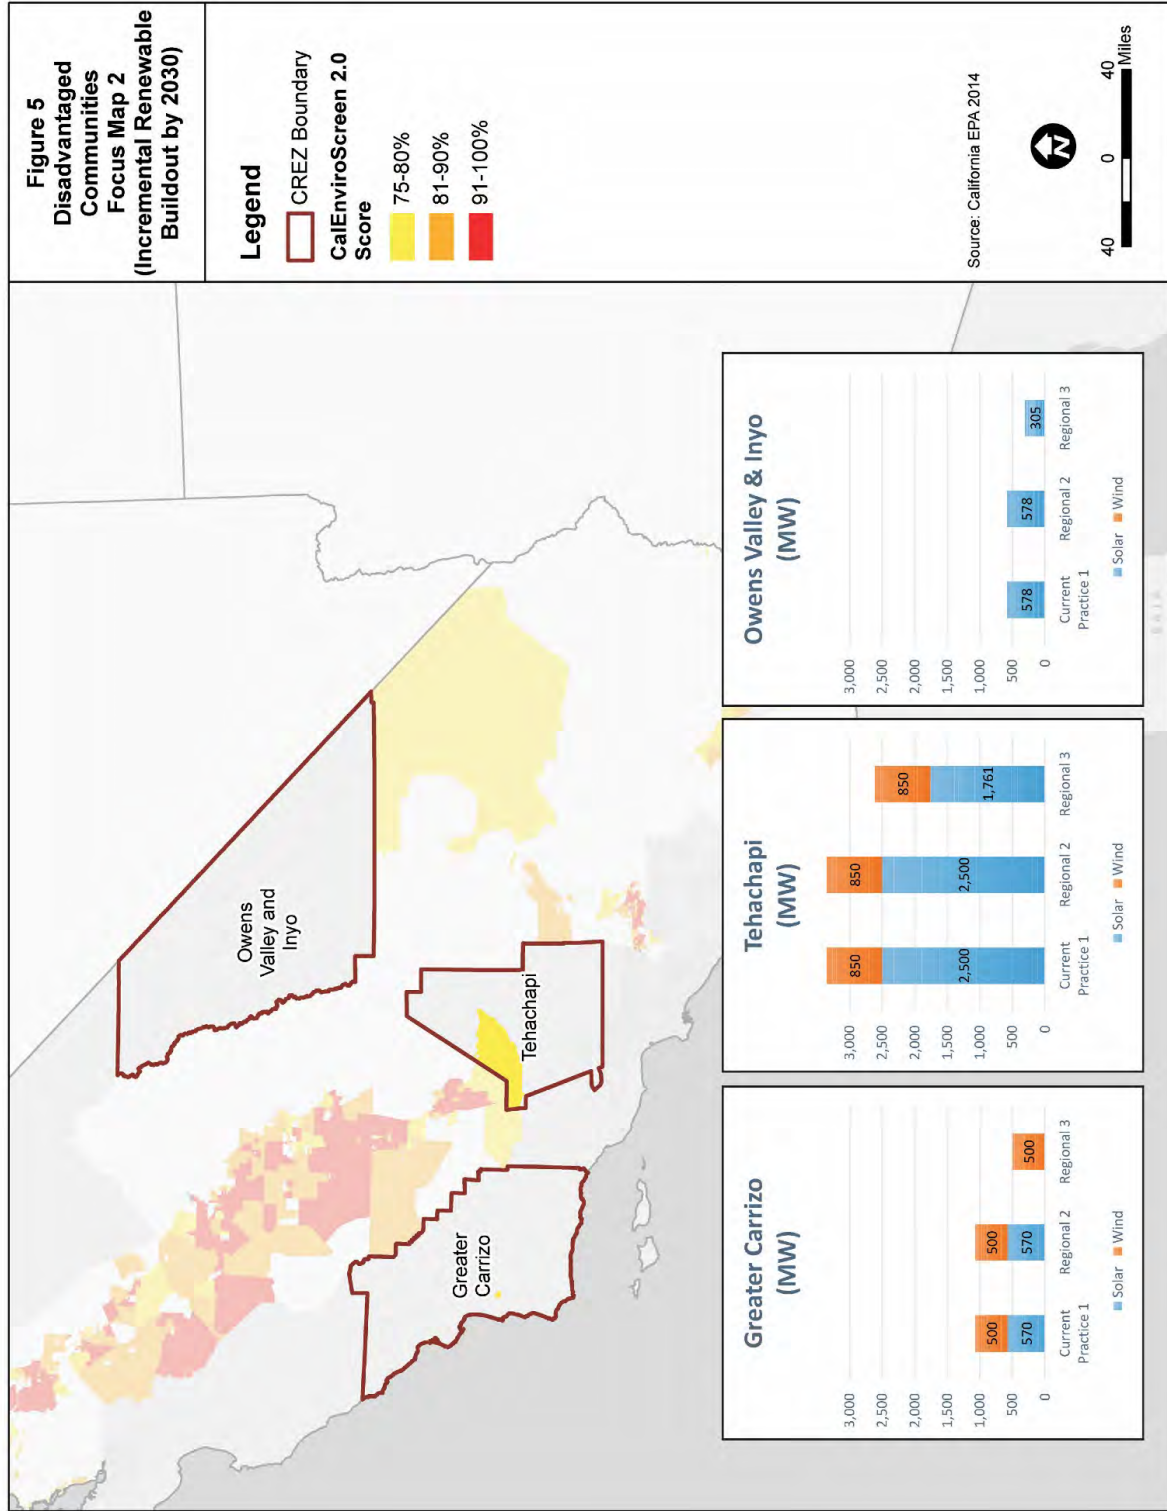 Figure 5
Disadvantaged
Communities
Focus Map 2
(Incremental Renewable
Buildout by 2030)
Legend
CREZ Boundary
CalEnviroScreen 2.0
Score
75-80%
81-90%
91-100%
Source: California EPA 2014
N
40
0
40
Miles
Owens
Valley and
Inyo
Tehachapi
Greater
Carrizo
BAJA
Greater Carrizo
(MW)
3,000
2,500
2,000
1,500
1,000
500
0
500
570
500
570
500
Current
Practice 1
Regional 2
Regional 3
Solar
Wind
Tehachapi
(MW)
3,000
2,500
2,000
1,500
1,000
500
0
850
2,500
850
2,500
850
1,761
Current
Practice 1
Regional 2
Regional 3
Solar
Wind
Owens Valley & Inyo
(MW)
3,000
2,500
2,000
1,500
1,000
500
0
578
578
305
Current
Practice 1
Regional 2
Regional 3
Solar
Wind